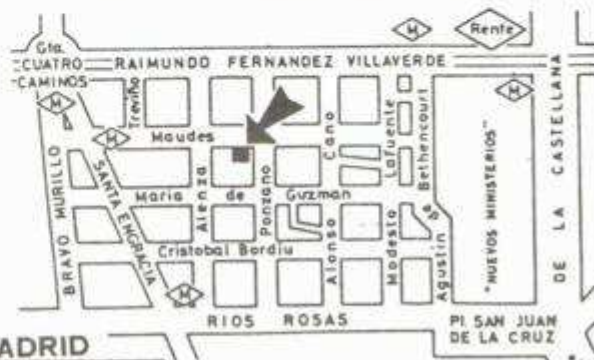 M
Renfe
Gta.
CUATRO
CAMINOS
RAIMUNDO FERNANDEZ VILLAVERDE
M
M
Treviño
Maudes
M
Cano
Lafuente
Bethencourt
DE LA CASTELLANA
BRAVO MURILLO
SANTA ENGRACIA
Maria de Guzman
Alenza
Ponzano
"NUEVOS MINISTERIOS"
Cristobal Bordiu
Alonso
Modesto
Agustin
M
RIOS ROSAS
PI. SAN JUAN
DE LA CRUZ
ADRID